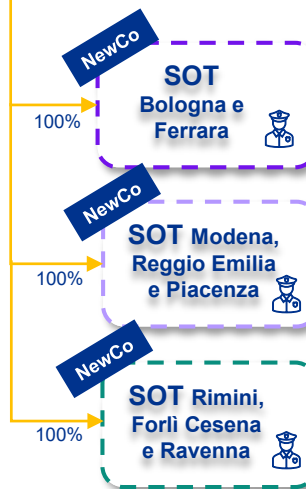 NewCo
SOT
Bologna e
Ferrara
100%
NewCo
SOT Modena,
Reggio Emilia
e Piacenza
100%
NewCo
SOT Rimini,
Forlì Cesena
e Ravenna
100%